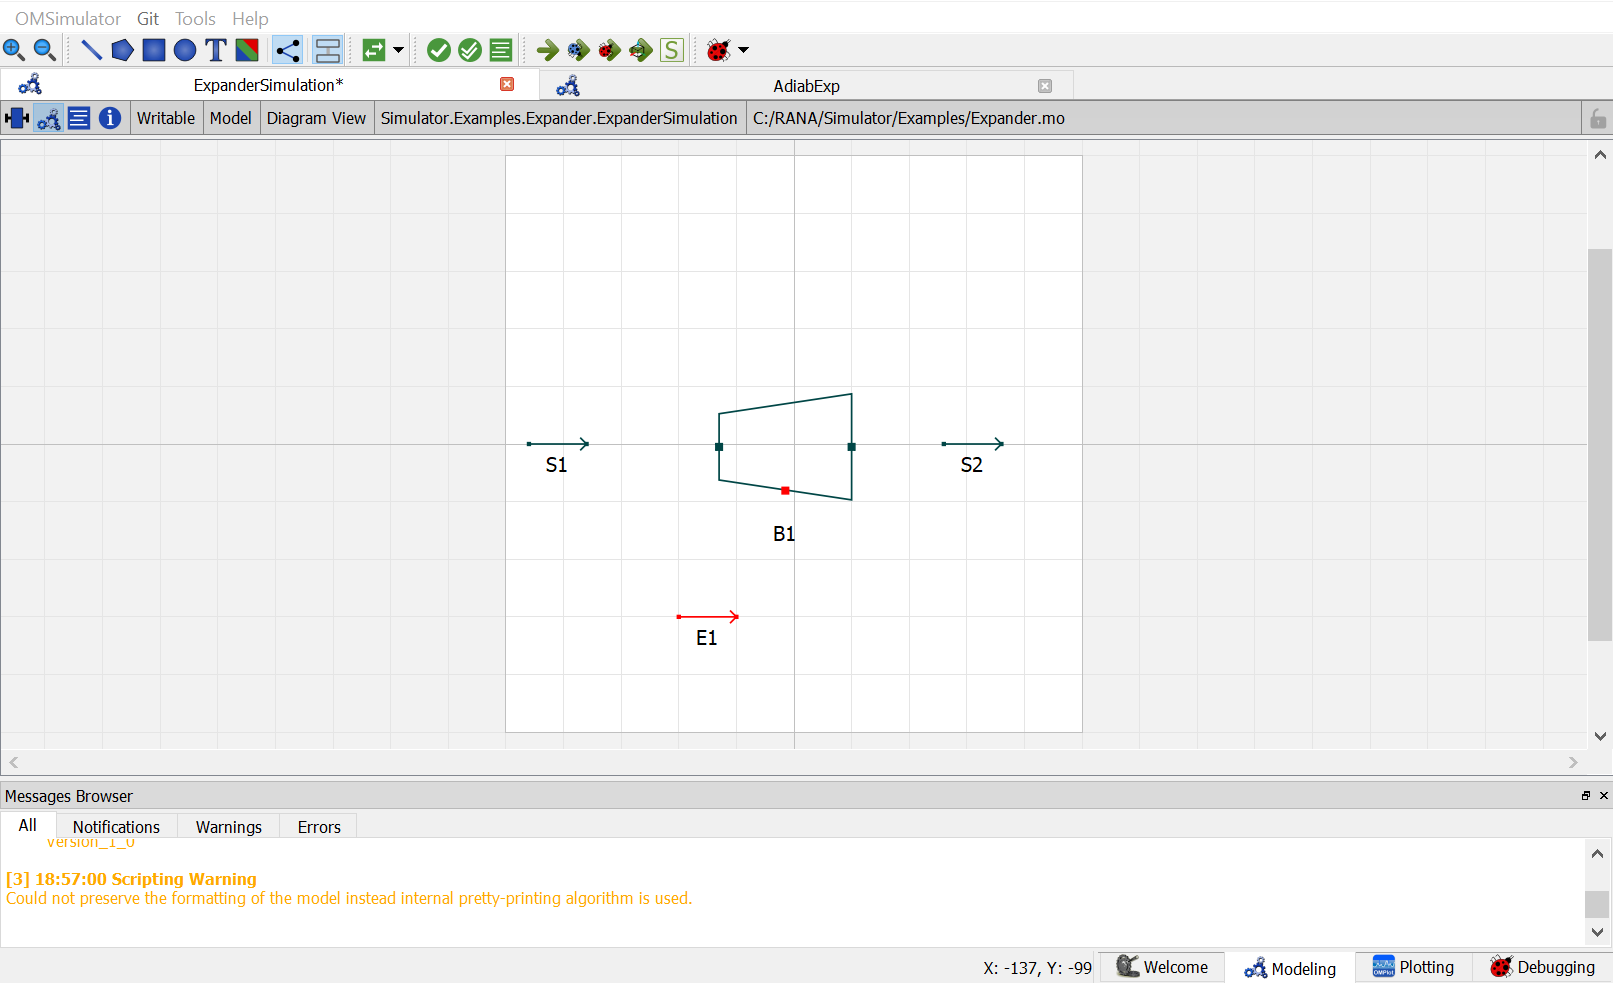 OMSimulator Git Tools Help
T S
ExpanderSimulation* AdiabExp
i Writable Model Diagram View Simulator.Examples.Expander.ExpanderSimulation C:/RANA/Simulator/Examples/Expander.mo
S1 S2
B1
E1
Messages Browser
All Notifications Warnings Errors
version_1_0
[3] 18:57:00 Scripting Warning
Could not preserve the formatting of the model instead internal pretty-printing algorithm is used.
X: -137, Y: -99 Welcome Modeling OMPlot Plotting Debugging